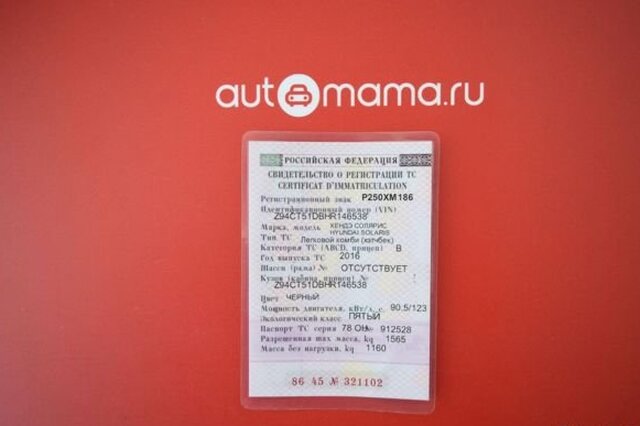 automama.ru
РОССИЙСКАЯ ФЕДЕРАЦИЯ
СВИДЕТЕЛЬСТВО О РЕГИСТРАЦИИ ТС
CERTIFICAT D'IMMATRICULATION
Регистрационный знак Р250ХМ186
Идентификационный номер (VIN)
Z94CT51DBHR146538
Марка, модель ХЕНДЭ СОЛЯРИС
HYUNDAI SOLARIS
Тип ТС Легковой комби (хэтчбек)
Категория ТС (ABCD, прицеп) B
Год выпуска ТС 2016
Шасси (рама) № ОТСУТСТВУЕТ
Кузов (кабина, прицеп) №
Z94CT51DBHR146538
Цвет ЧЕРНЫЙ
Мощность двигателя, кВт/л. с. 90.5/123
Экологический класс ПЯТЫЙ
Паспорт ТС серия 78 ОН № 912528
Разрешенная max масса, kg 1565
Масса без нагрузки, kg 1160
86 45 № 321102